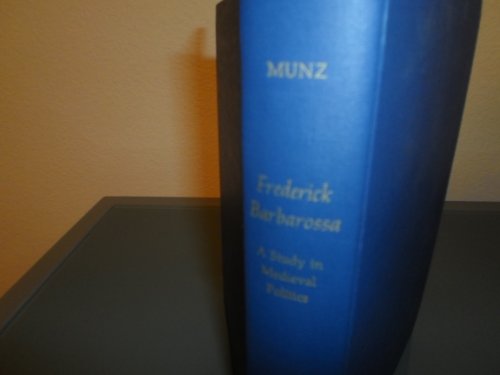 MUNZ
Frederick
Barbarossa
A Study in
Medieval
Politics